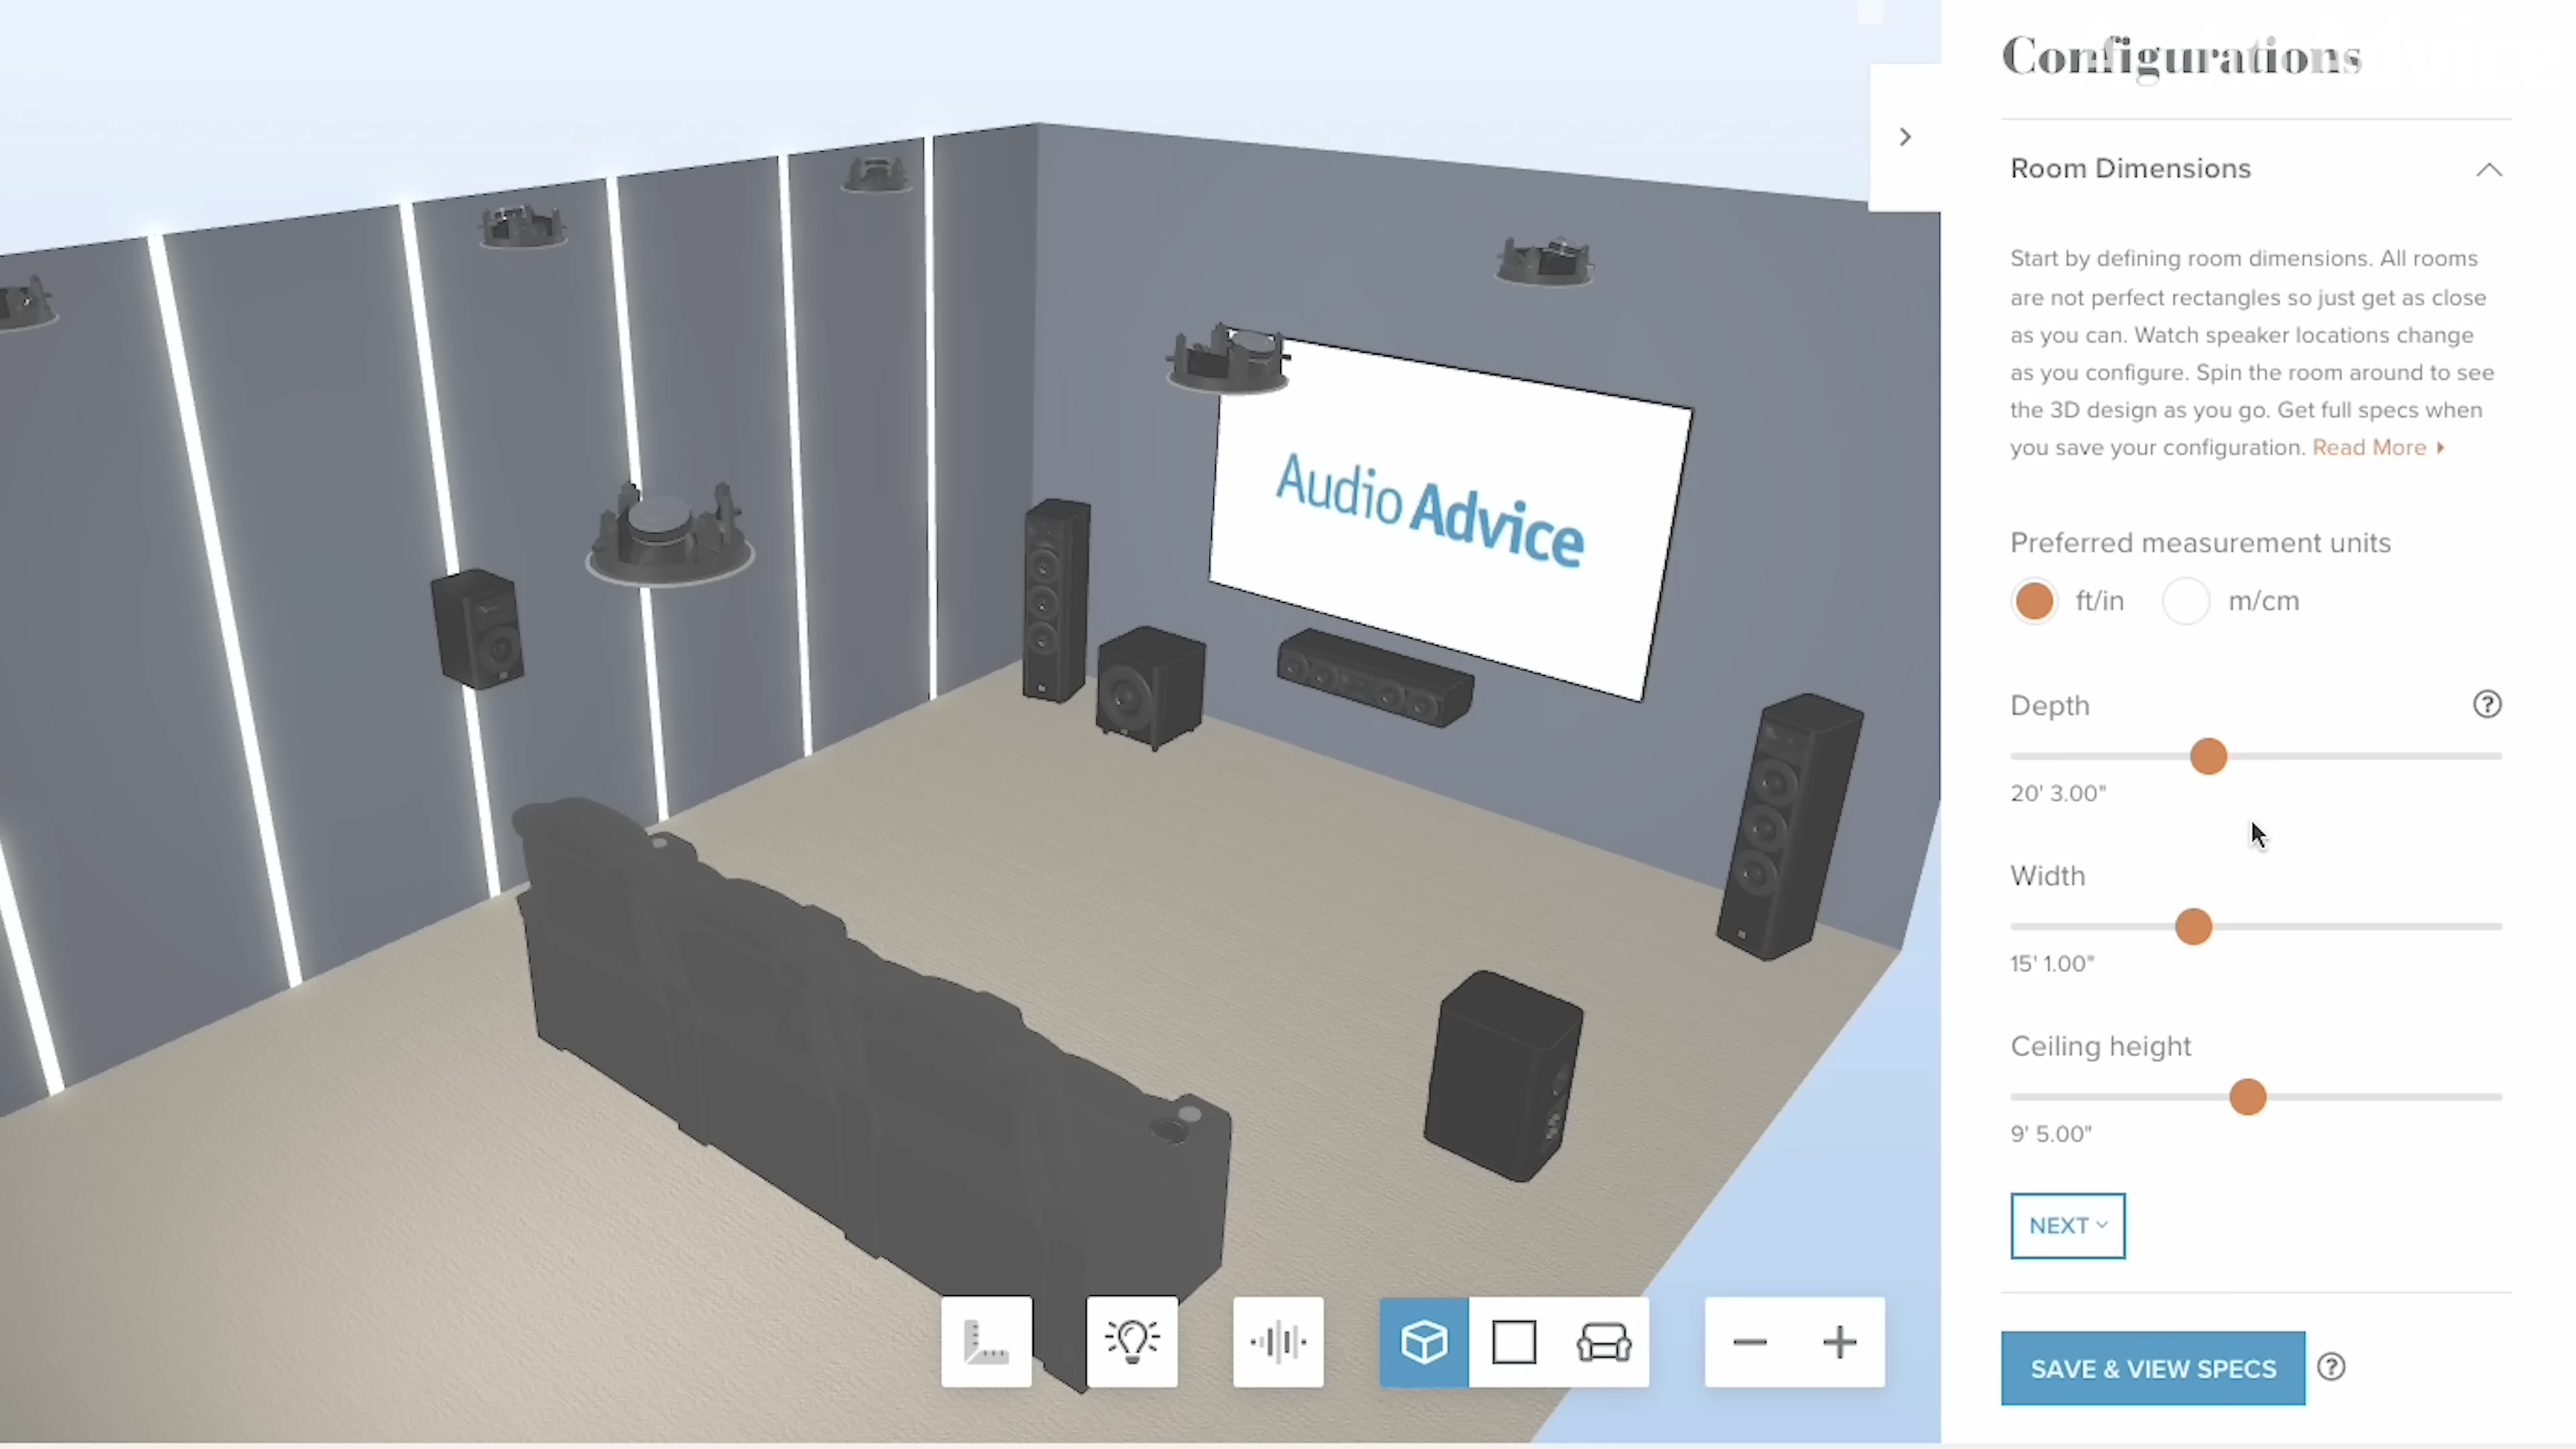 Configurations
Room Dimensions
Start by defining room dimensions. All rooms
are not perfect rectangles so just get as close
as you can. Watch speaker locations change
as you configure. Spin the room around to see
the 3D design as you go. Get full specs when
you save your configuration. Read More
Preferred measurement units
ft/in m/cm
Depth
20' 3.00"
Width
15' 1.00"
Ceiling height
9' 5.00"
NEXT
SAVE & VIEW SPECS
Audio Advice